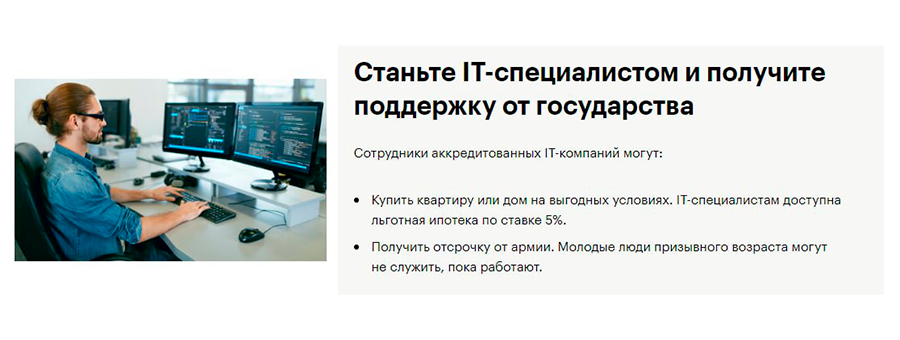 Станьте IT-специалистом и получите
поддержку от государства
Сотрудники аккредитованных IT-компаний могут:
• Купить квартиру или дом на выгодных условиях. IT-специалистам доступна
льготная ипотека по ставке 5%.
• Получить отсрочку от армии. Молодые люди призывного возраста могут
не служить, пока работают.